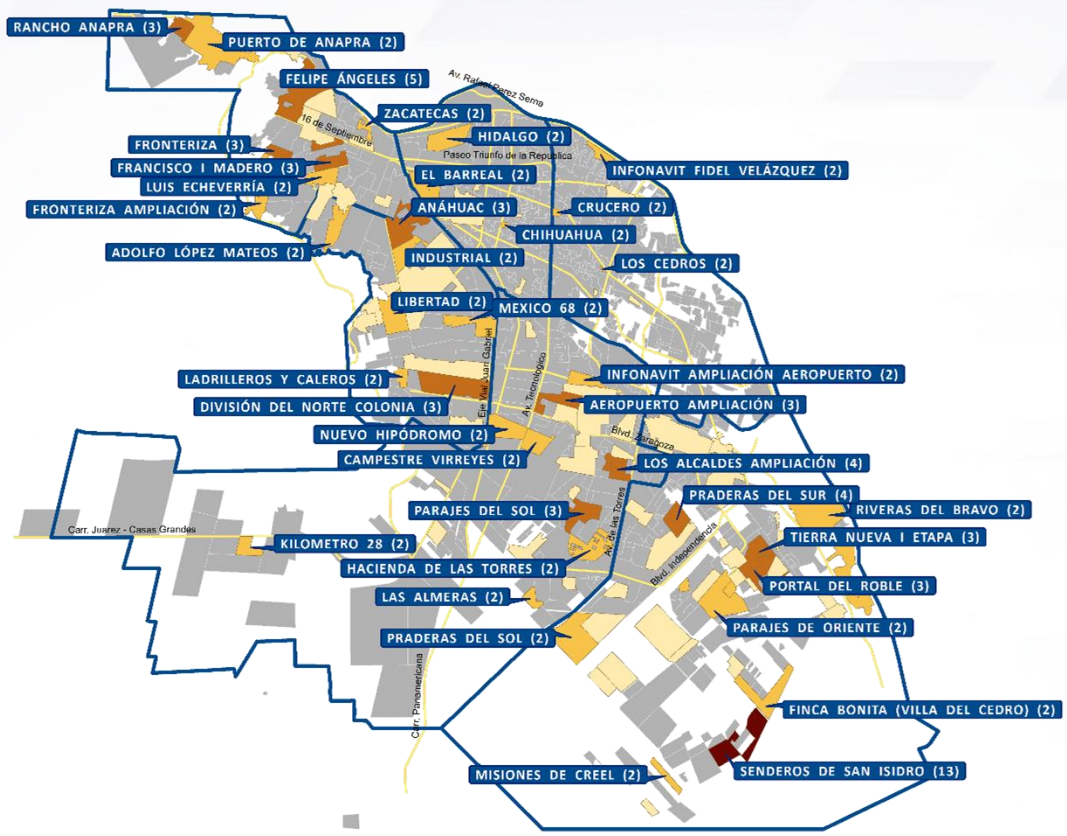 RANCHO ANAPRA (3)
PUERTO DE ANAPRA (2)
FELIPE ÁNGELES (5)
Av. Rafael Perez Serna
ZACATECAS (2)
16 de Septiembre
HIDALGO (2)
FRONTERIZA (3)
Paseo Triunfo de la Republica
FRANCISCO I MADERO (3)
INFONAVIT FIDEL VELÁZQUEZ (2)
EL BARREAL (2)
LUIS ECHEVERRÍA (2)
FRONTERIZA AMPLIACIÓN (2)
ANÁHUAC (3)
CRUCERO (2)
CHIHUAHUA (2)
ADOLFO LÓPEZ MATEOS (2)
INDUSTRIAL (2)
LOS CEDROS (2)
LIBERTAD (2)
MEXICO 68 (2)
Eje Vial Juan Gabriel
Av. Tecnologico
LADRILLEROS Y CALEROS (2)
INFONAVIT AMPLIACIÓN AEROPUERTO (2)
DIVISIÓN DEL NORTE COLONIA (3)
AEROPUERTO AMPLIACIÓN (3)
NUEVO HIPÓDROMO (2)
Blvd. Zaragoza
CAMPESTRE VIRREYES (2)
LOS ALCALDES AMPLIACIÓN (4)
PRADERAS DEL SUR (4)
PARAJES DEL SOL (3)
Av. de las Torres
RIVERAS DEL BRAVO (2)
Carr. Juarez - Casas Grandes
TIERRA NUEVA I ETAPA (3)
KILOMETRO 28 (2)
Blvd. Independencia
HACIENDA DE LAS TORRES (2)
PORTAL DEL ROBLE (3)
LAS ALMERAS (2)
PARAJES DE ORIENTE (2)
PRADERAS DEL SOL (2)
Carr. Panamericana
FINCA BONITA (VILLA DEL CEDRO) (2)
MISIONES DE CREEL (2)
SENDEROS DE SAN ISIDRO (13)